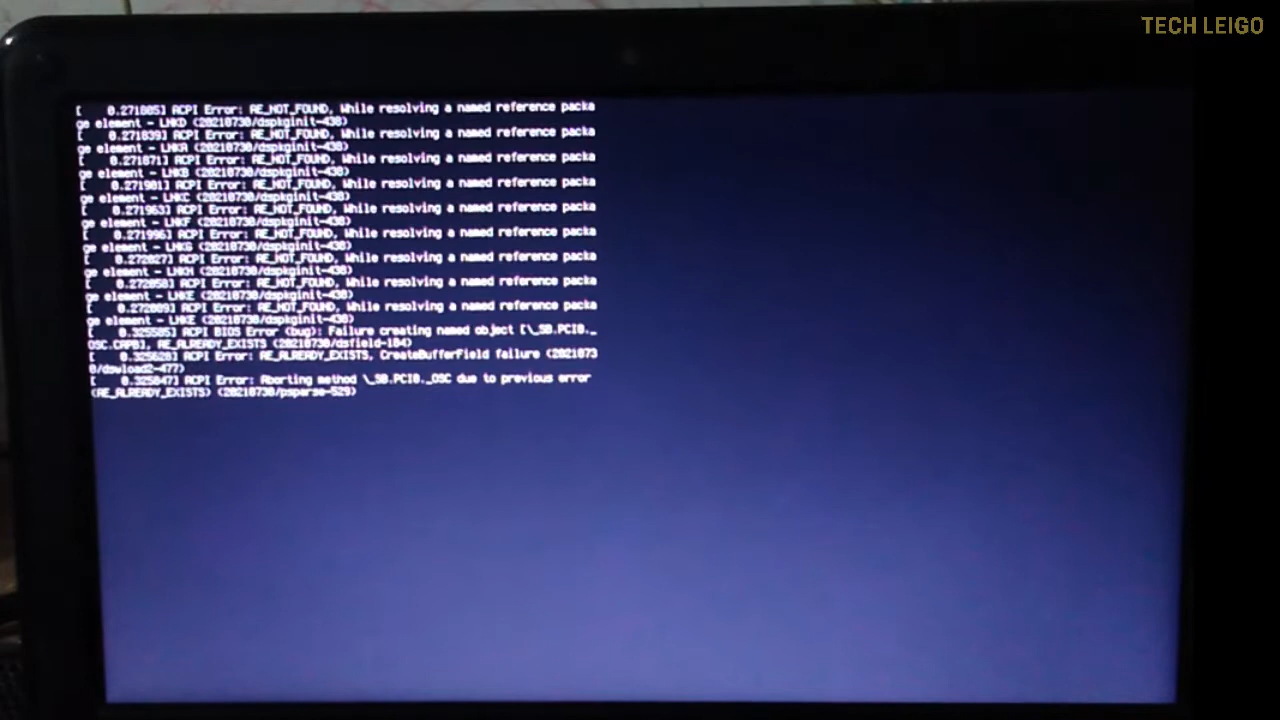 TECH LEIGO
[ 0.271805] ACPI Error: AE_NOT_FOUND, While resolving a named reference packa
ge element - LNKD (20210730/dspkginit-438)
[ 0.271839] ACPI Error: AE_NOT_FOUND, While resolving a named reference packa
ge element - LNKA (20210730/dspkginit-438)
[ 0.271871] ACPI Error: AE_NOT_FOUND, While resolving a named reference packa
ge element - LNKB (20210730/dspkginit-438)
[ 0.271901] ACPI Error: AE_NOT_FOUND, While resolving a named reference packa
ge element - LNKC (20210730/dspkginit-438)
[ 0.271963] ACPI Error: AE_NOT_FOUND, While resolving a named reference packa
ge element - LNKF (20210730/dspkginit-438)
[ 0.271996] ACPI Error: AE_NOT_FOUND, While resolving a named reference packa
ge element - LNKG (20210730/dspkginit-438)
[ 0.272027] ACPI Error: AE_NOT_FOUND, While resolving a named reference packa
ge element - LNKH (20210730/dspkginit-438)
[ 0.272058] ACPI Error: AE_NOT_FOUND, While resolving a named reference packa
ge element - LNKE (20210730/dspkginit-438)
[ 0.272089] ACPI Error: AE_NOT_FOUND, While resolving a named reference packa
ge element - LNKE (20210730/dspkginit-438)
[ 0.325585] ACPI BIOS Error (bug): Failure creating named object [\_SB.PCI0._
OSC.CAPB], AE_ALREADY_EXISTS (20210730/dsfield-184)
[ 0.325628] ACPI Error: AE_ALREADY_EXISTS, CreateBufferField failure (2021073
0/dswload2-477)
[ 0.325847] ACPI Error: Aborting method \_SB.PCI0._OSC due to previous error
(AE_ALREADY_EXISTS) (20210730/psparse-529)